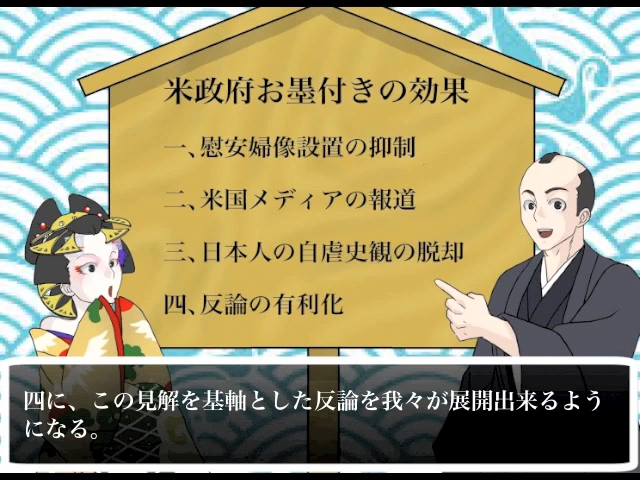 米政府お墨付きの効果
一、慰安婦像設置の抑制
二、米国メディアの報道
三、日本人の自虐史観の脱却
四、反論の有利化
四に、この見解を基軸とした反論を我々が展開出来るよう
になる。